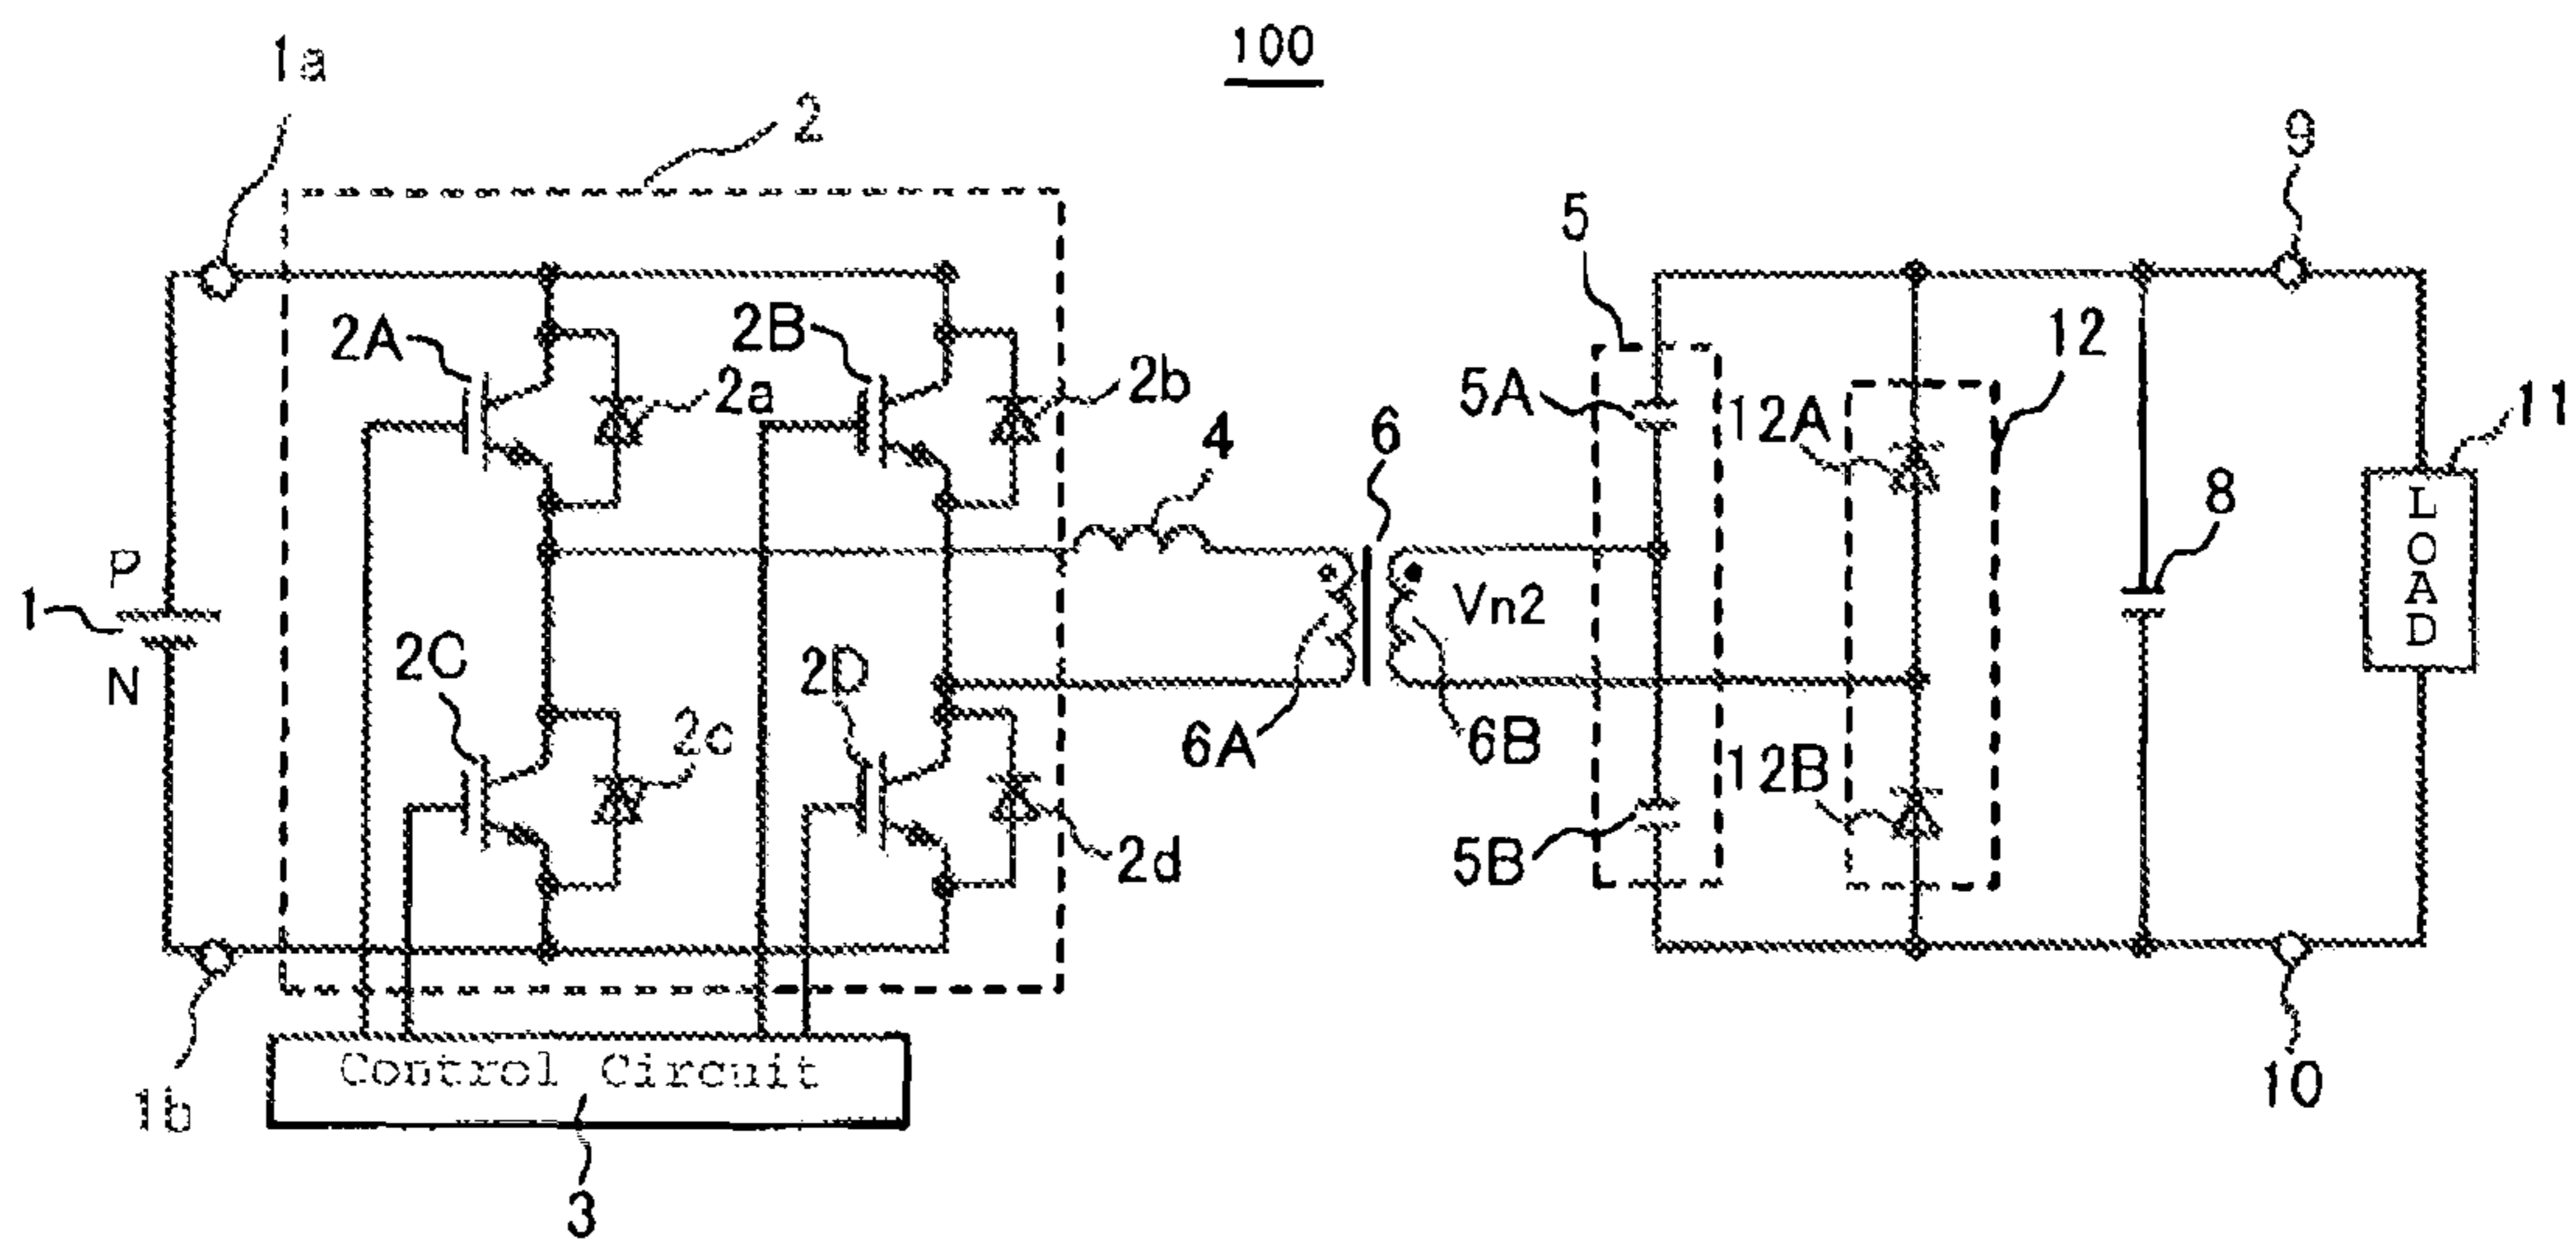 100
1a
2
9
5
2A
2B
2a
2b
5A
12A
12
11
4
6
8
LOAD
P
1
N
Vn2
2C
2D
2c
6A
6B
12B
5B
2d
Control Circuit
1b
10
3